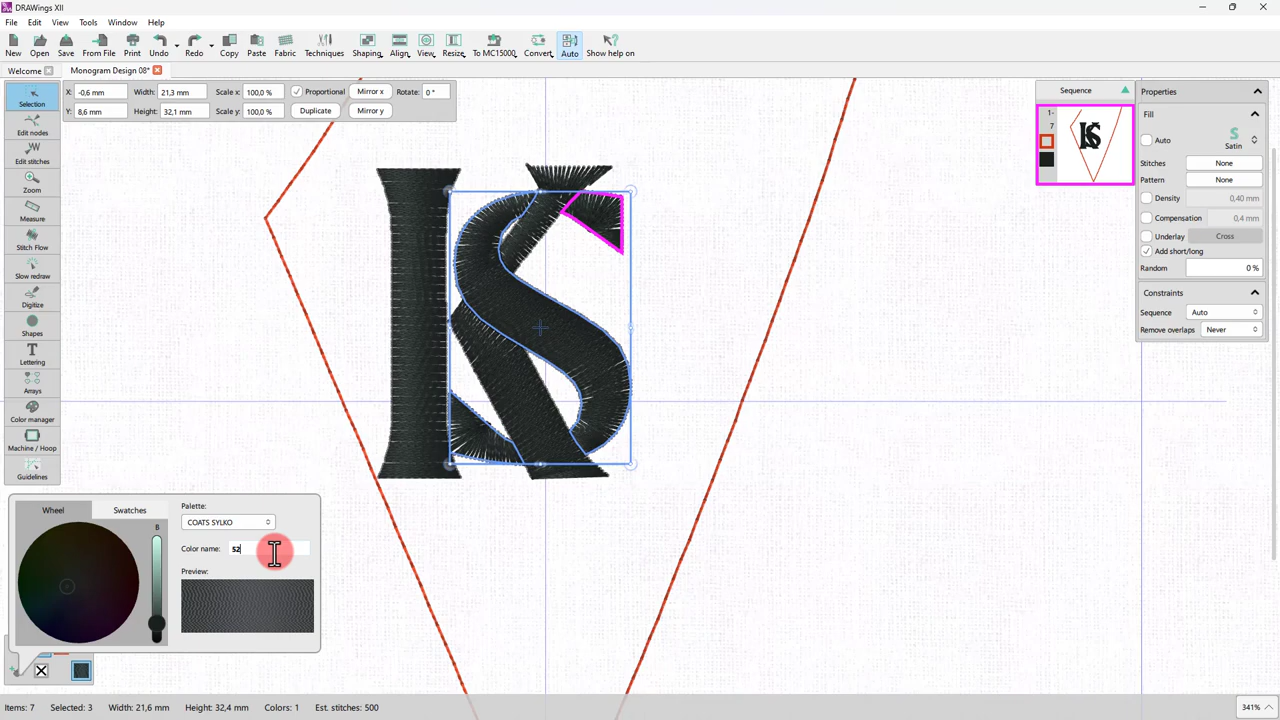 DRAWings XII
File Edit View Tools Window Help
New Open Save From File Print Undo Redo Copy Paste Fabric Techniques Shaping Align View Resize To MC15000 Convert Auto Show help on
Welcome Monogram Design 08*
Selection
Edit nodes
Edit stitches
Zoom
Measure
Stitch Flow
Slow redraw
Digitize
Shapes
Lettering
Arrays
Color manager
Machine / Hoop
Guidelines
X: -0,6 mm Width: 21,3 mm Scale x: 100,0 % Proportional Mirror x Rotate: 0 °
Y: 8,6 mm Height: 32,1 mm Scale y: 100,0 % Duplicate Mirror y
KS
Sequence
1-
7
KS
Properties
Fill
Auto Satin
Stitches None
Pattern None
Density 0,40 mm
Compensation 0,4 mm
Underlay Cross
Add short/long
Random 0 %
Constraints
Sequence Auto
Remove overlaps Never
Wheel Swatches
B
Palette:
COATS SYLKO
Color name: 52
Preview:
Items: 7 Selected: 3 Width: 21,6 mm Height: 32,4 mm Colors: 1 Est. stitches: 500
341%